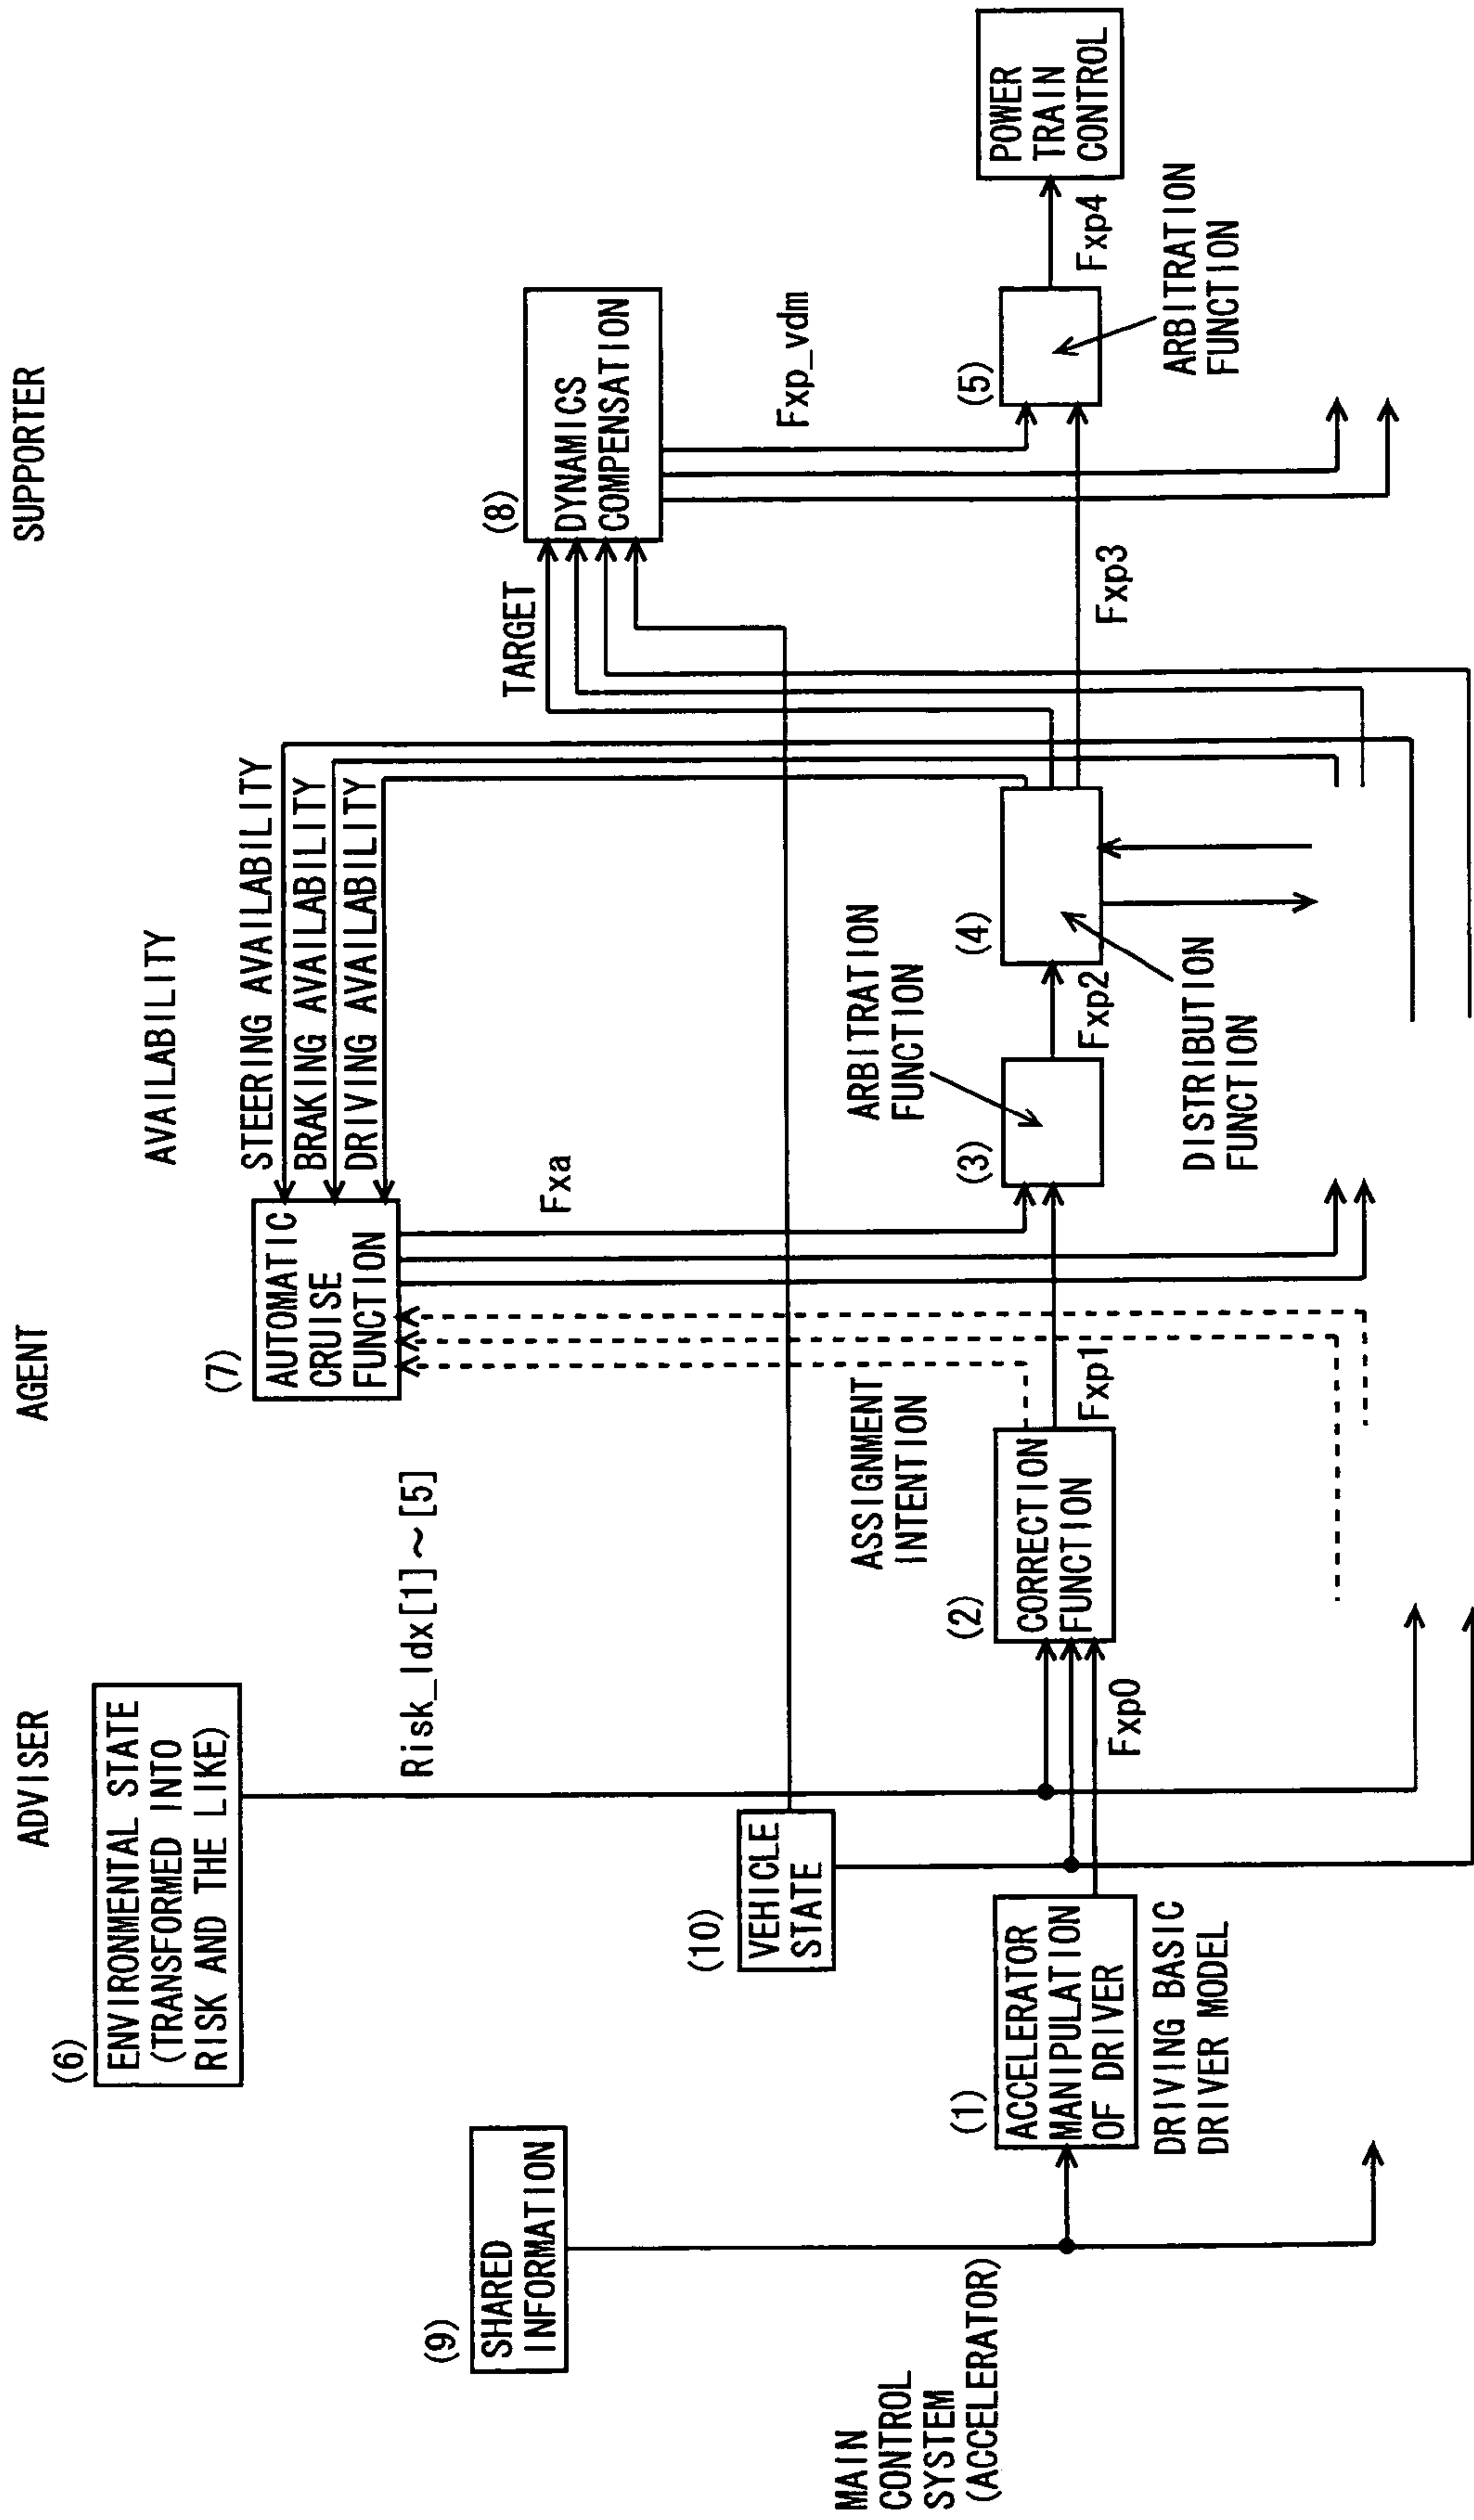 ADVISER
AGENT
SUPPORTER
(6)
ENVIRONMENTAL STATE
(TRANSFORMED INTO
RISK AND THE LIKE)
AVAILABILITY
(7)
AUTOMATIC
CRUISE
FUNCTION
STEERING AVAILABILITY
BRAKING AVAILABILITY
DRIVING AVAILABILITY
Risk_Idx[1]~[5]
(9)
SHARED
INFORMATION
Fxa
TARGET
(8)
DYNAMICS
COMPENSATION
(10)
VEHICLE
STATE
Fxp_vdm
MAIN
CONTROL
SYSTEM
(ACCELERATOR)
ASSIGNMENT
INTENTION
ARBITRATION
FUNCTION
(1)
ACCELERATOR
MANIPULATION
OF DRIVER
DRIVING BASIC
DRIVER MODEL
Fxp0
(2)
CORRECTION
FUNCTION
Fxp1
(3)
Fxp2
(4)
DISTRIBUTION
FUNCTION
Fxp3
(5)
ARBITRATION
FUNCTION
Fxp4
POWER
TRAIN
CONTROL